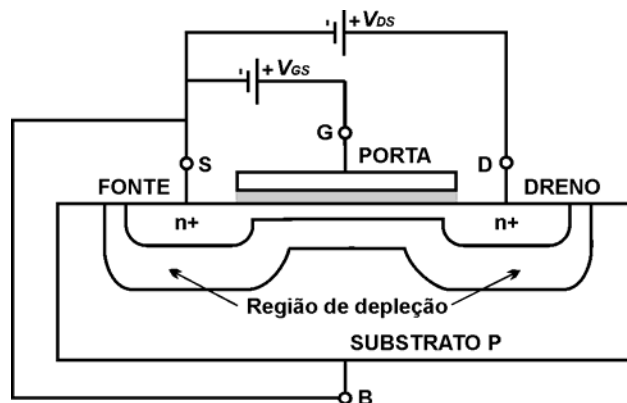 + VDS
+ VGS
G
PORTA
S
D
FONTE
DRENO
n+
n+
Região de depleção
SUBSTRATO P
B